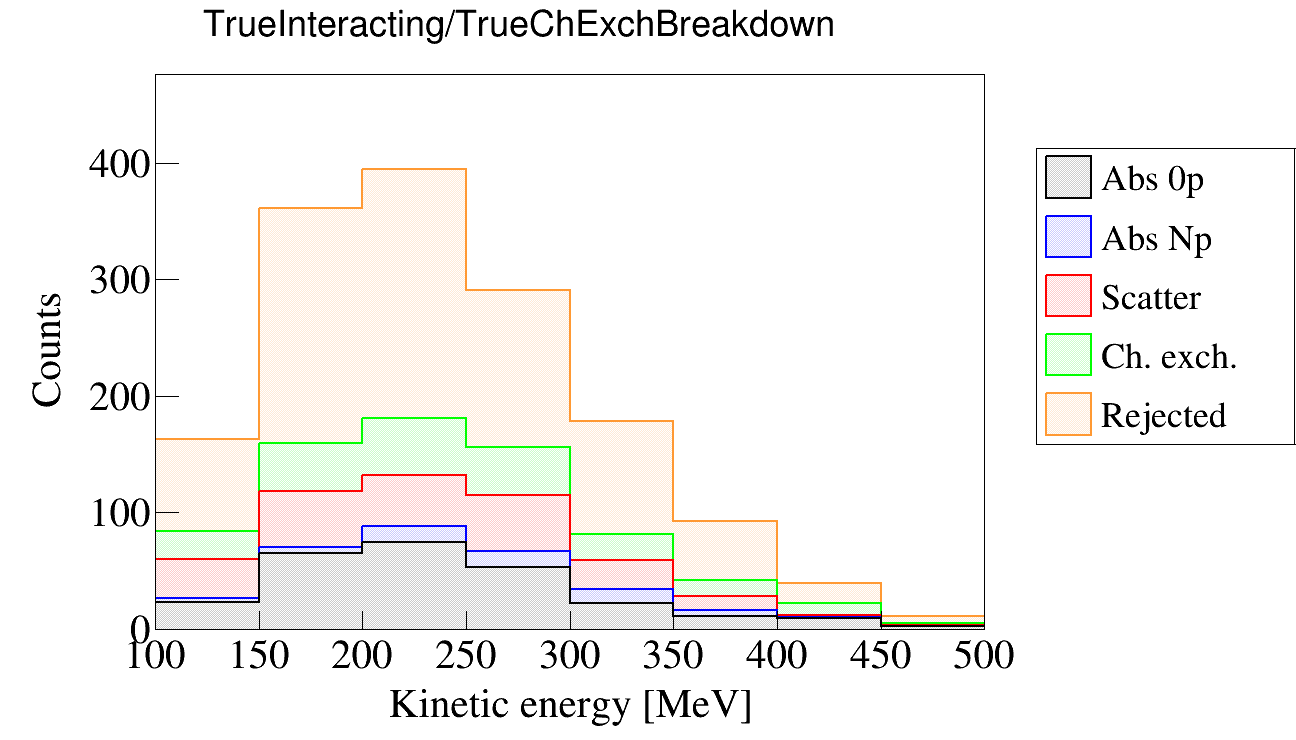 TrueInteracting/TrueChExchBreakdown
400
300
200
100
0
Counts
100 150 200 250 300 350 400 450 500
Kinetic energy [MeV]
Abs 0p
Abs Np
Scatter
Ch. exch.
Rejected